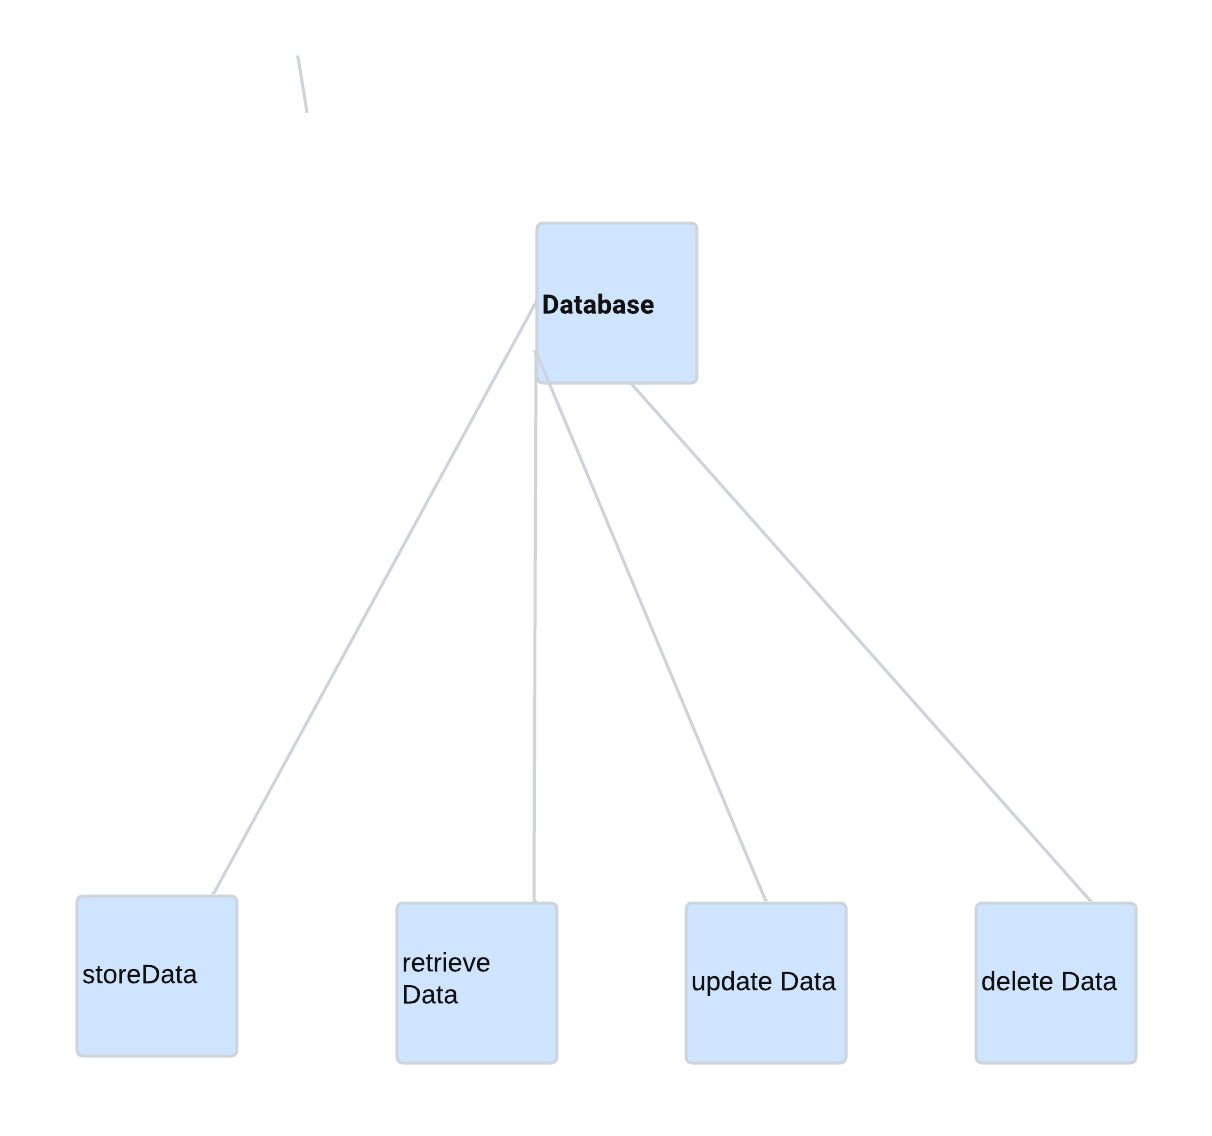 Database
storeData
retrieve
Data
update Data
delete Data